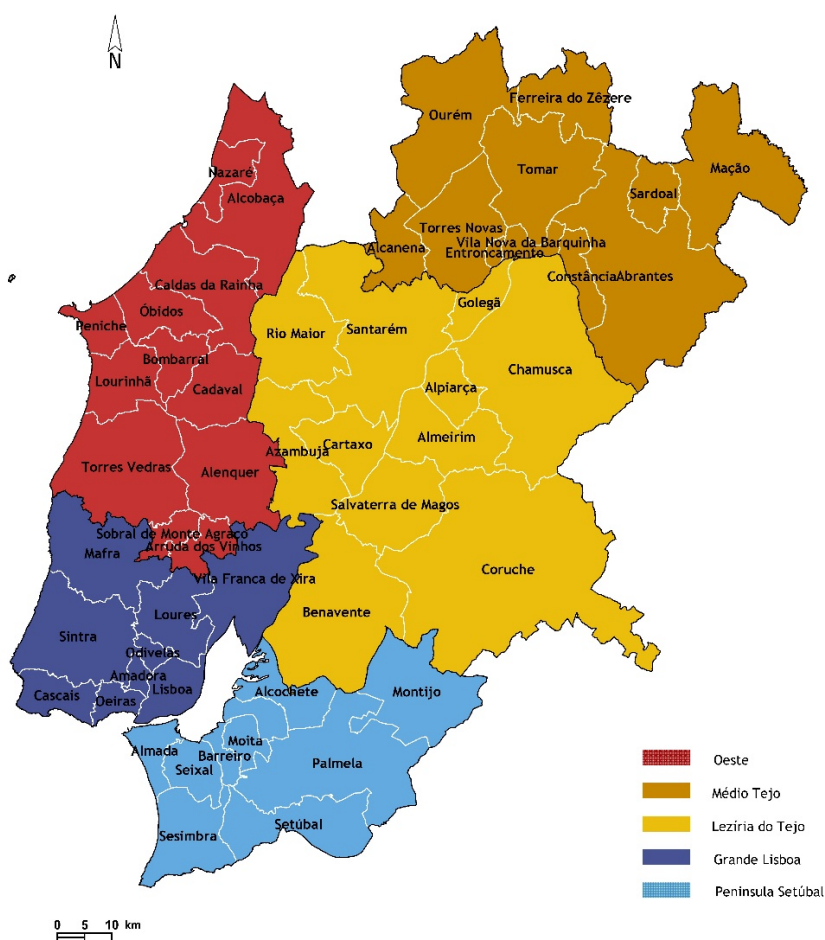 N
Ferreira do Zêzere
Ourém
Tomar
Mação
Nazaré
Sardoal
Alcobaça
Torres Novas
Vila Nova da Barquinha
Alcanena
Entroncamento
Constância
Abrantes
Caldas da Rainha
Golegã
Óbidos
Peniche
Rio Maior
Santarém
Bombarral
Chamusca
Lourinhã
Cadaval
Alpiarça
Almeirim
Cartaxo
Azambuja
Torres Vedras
Alenquer
Salvaterra de Magos
Sobral de Monte Agraço
Arruda dos Vinhos
Mafra
Coruche
Vila Franca de Xira
Loures
Benavente
Sintra
Odivelas
Amadora
Lisboa
Cascais
Oeiras
Alcochete
Montijo
Moita
Almada
Barreiro
Seixal
Palmela
Setúbal
Sesimbra
Oeste
Médio Tejo
Lezíria do Tejo
Grande Lisboa
Peninsula Setúbal
0 5 10 km